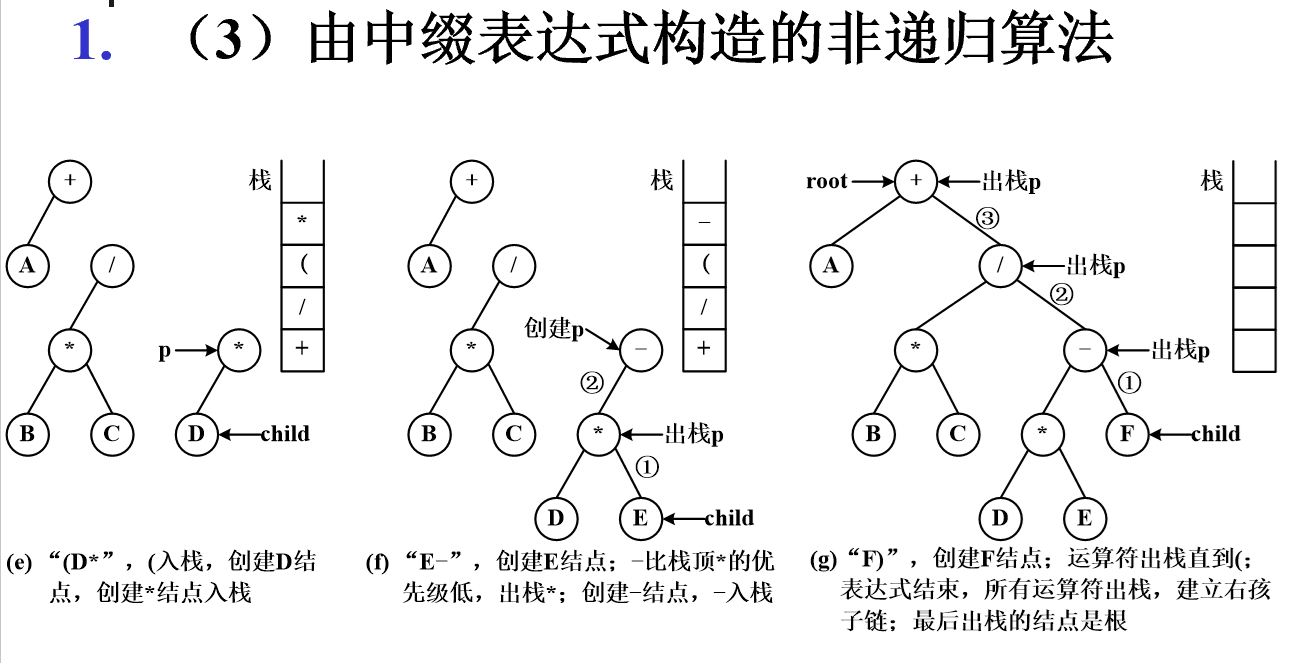 1. （3）由中缀表达式构造的非递归算法
+
栈
*
A
/
(
/
*
p
*
+
B
C
D
child
(e) “(D*”，(入栈，创建D结
点，创建*结点入栈
+
栈
−
A
/
(
/
创建p
*
−
+
②
B
C
*
出栈p
①
D
E
child
(f) “E−”，创建E结点；−比栈顶*的优
先级低，出栈*；创建−结点，−入栈
root
+
出栈p
栈
③
A
/
出栈p
②
*
−
出栈p
①
B
C
*
F
child
D
E
(g) “F)”，创建F结点；运算符出栈直到(；
表达式结束，所有运算符出栈，建立右孩
子链；最后出栈的结点是根